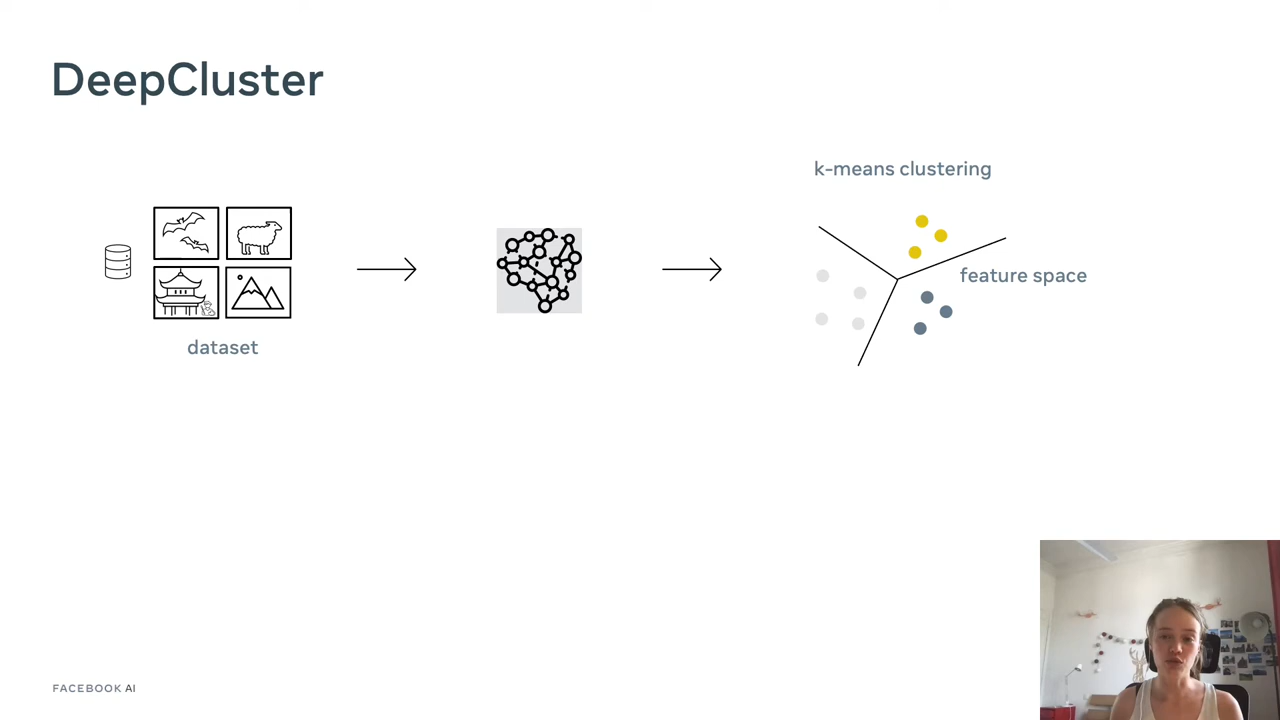 DeepCluster
k-means clustering
feature space
dataset
FACEBOOK AI